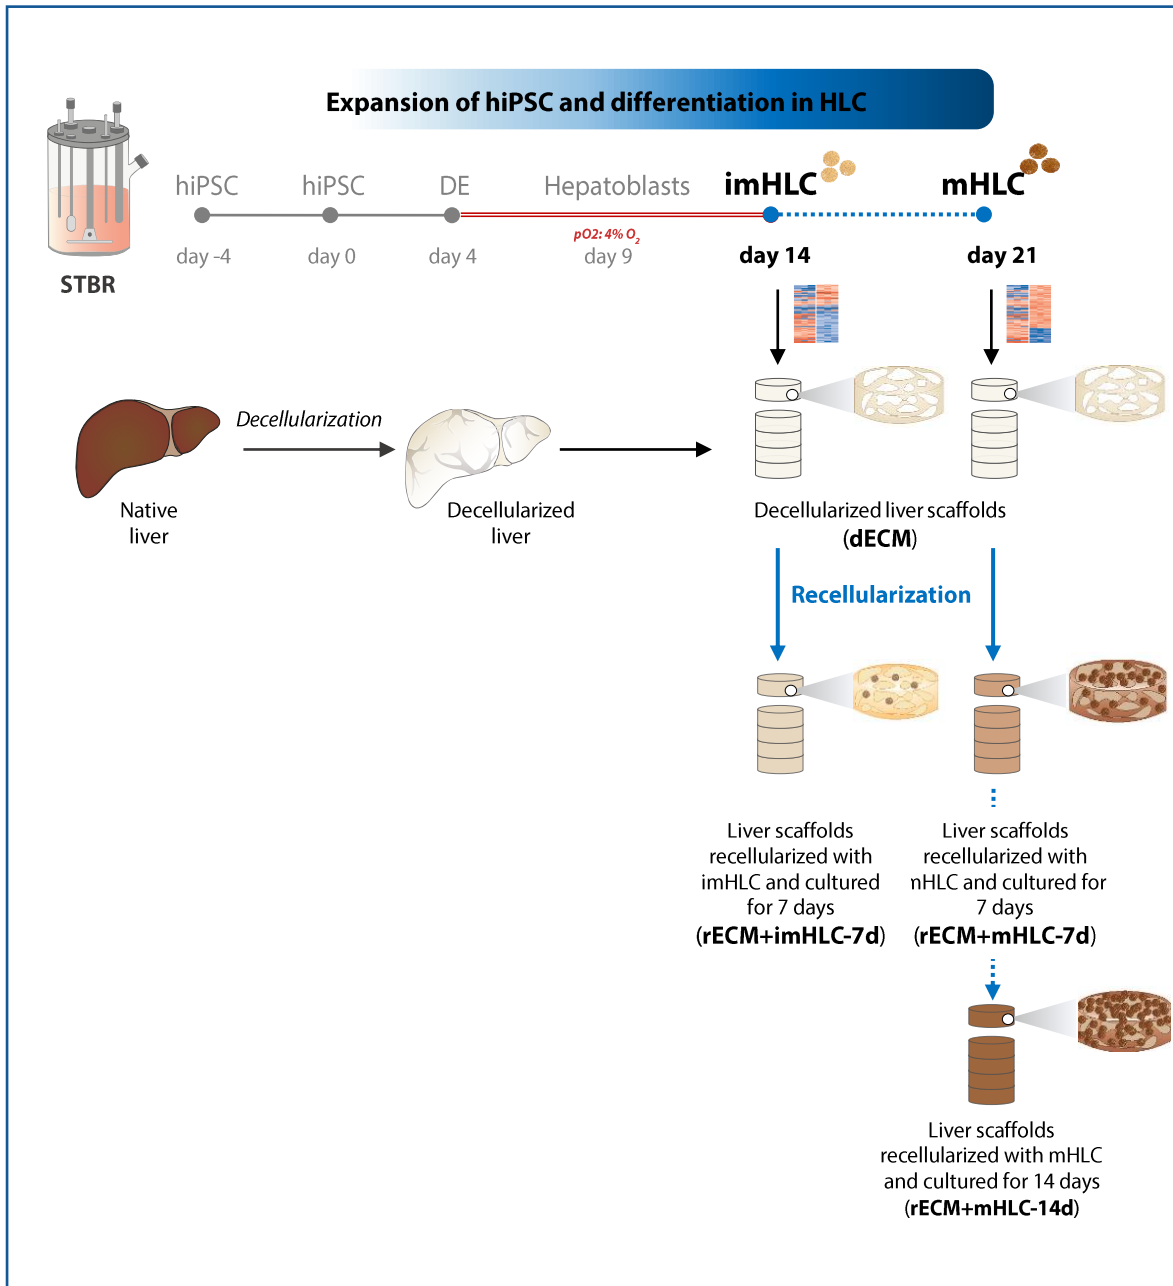 Expansion of hiPSC and differentiation in HLC
hiPSC
hiPSC
DE
Hepatoblasts
imHLC
mHLC
pO2: 4% O2
day -4
day 0
day 4
day 9
day 14
day 21
STBR
Decellularization
Native
liver
Decellularized
liver
Decellularized liver scaffolds
(dECM)
Recellularization
Liver scaffolds
recellularized with
imHLC and cultured
for 7 days
(rECM+imHLC-7d)
Liver scaffolds
recellularized with
mHLC and cultured for
7 days
(rECM+mHLC-7d)
Liver scaffolds
recellularized with mHLC
and cultured for 14 days
(rECM+mHLC-14d)